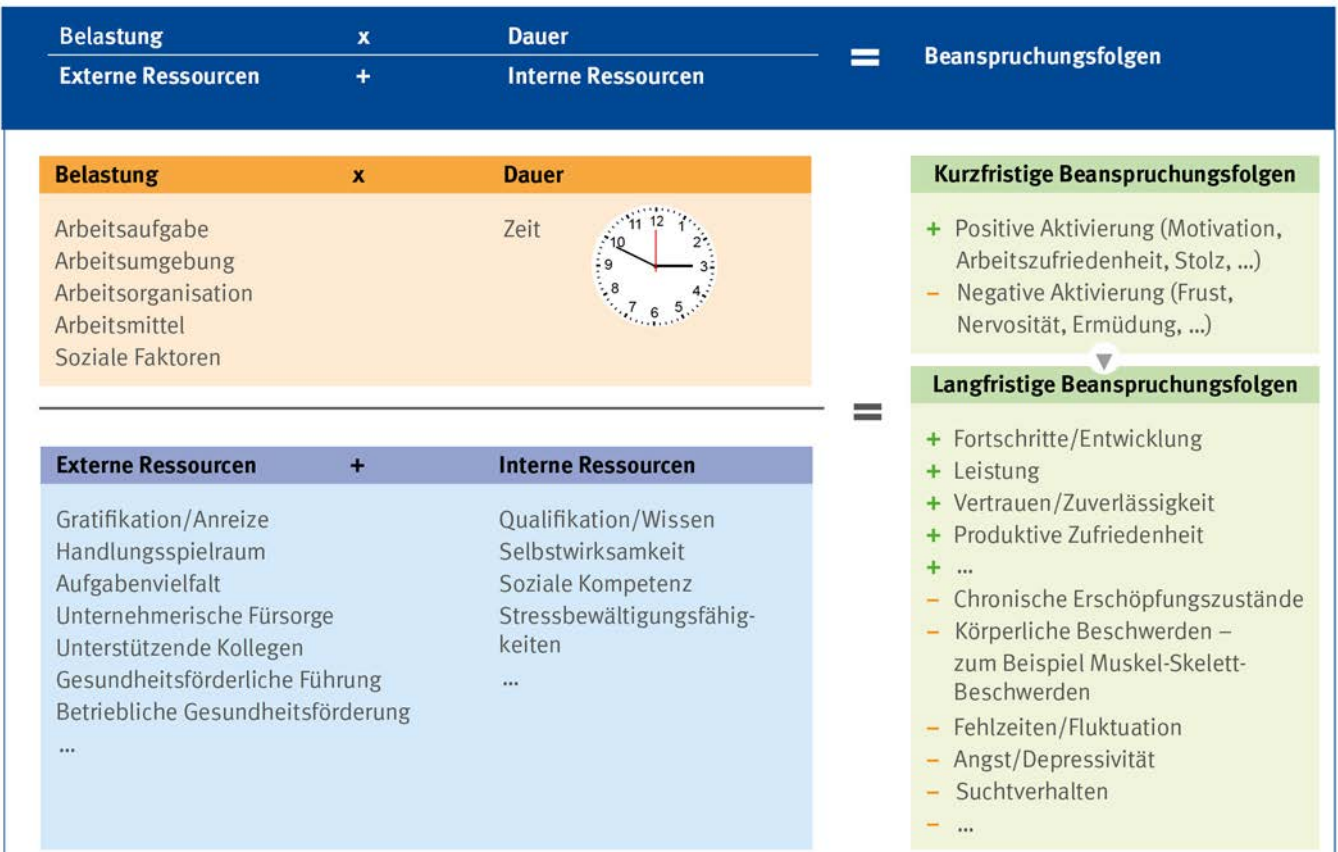 Belastung x Dauer
= Beanspruchungsfolgen
Externe Ressourcen + Interne Ressourcen
Belastung x Dauer
Arbeitsaufgabe
Arbeitsumgebung
Arbeitsorganisation
Arbeitsmittel
Soziale Faktoren
Zeit
12
1
2
3
4
5
6
7
8
9
10
11
Externe Ressourcen + Interne Ressourcen
Gratifikation/Anreize
Handlungsspielraum
Aufgabenvielfalt
Unternehmerische Fürsorge
Unterstützende Kollegen
Gesundheitsförderliche Führung
Betriebliche Gesundheitsförderung
...
Qualifikation/Wissen
Selbstwirksamkeit
Soziale Kompetenz
Stressbewältigungsfähig-
keiten
...
=
Kurzfristige Beanspruchungsfolgen
+ Positive Aktivierung (Motivation,
Arbeitszufriedenheit, Stolz, ...)
– Negative Aktivierung (Frust,
Nervosität, Ermüdung, ...)
Langfristige Beanspruchungsfolgen
+ Fortschritte/Entwicklung
+ Leistung
+ Vertrauen/Zuverlässigkeit
+ Produktive Zufriedenheit
+ ...
– Chronische Erschöpfungszustände
– Körperliche Beschwerden –
zum Beispiel Muskel-Skelett-
Beschwerden
– Fehlzeiten/Fluktuation
– Angst/Depressivität
– Suchtverhalten
– ...